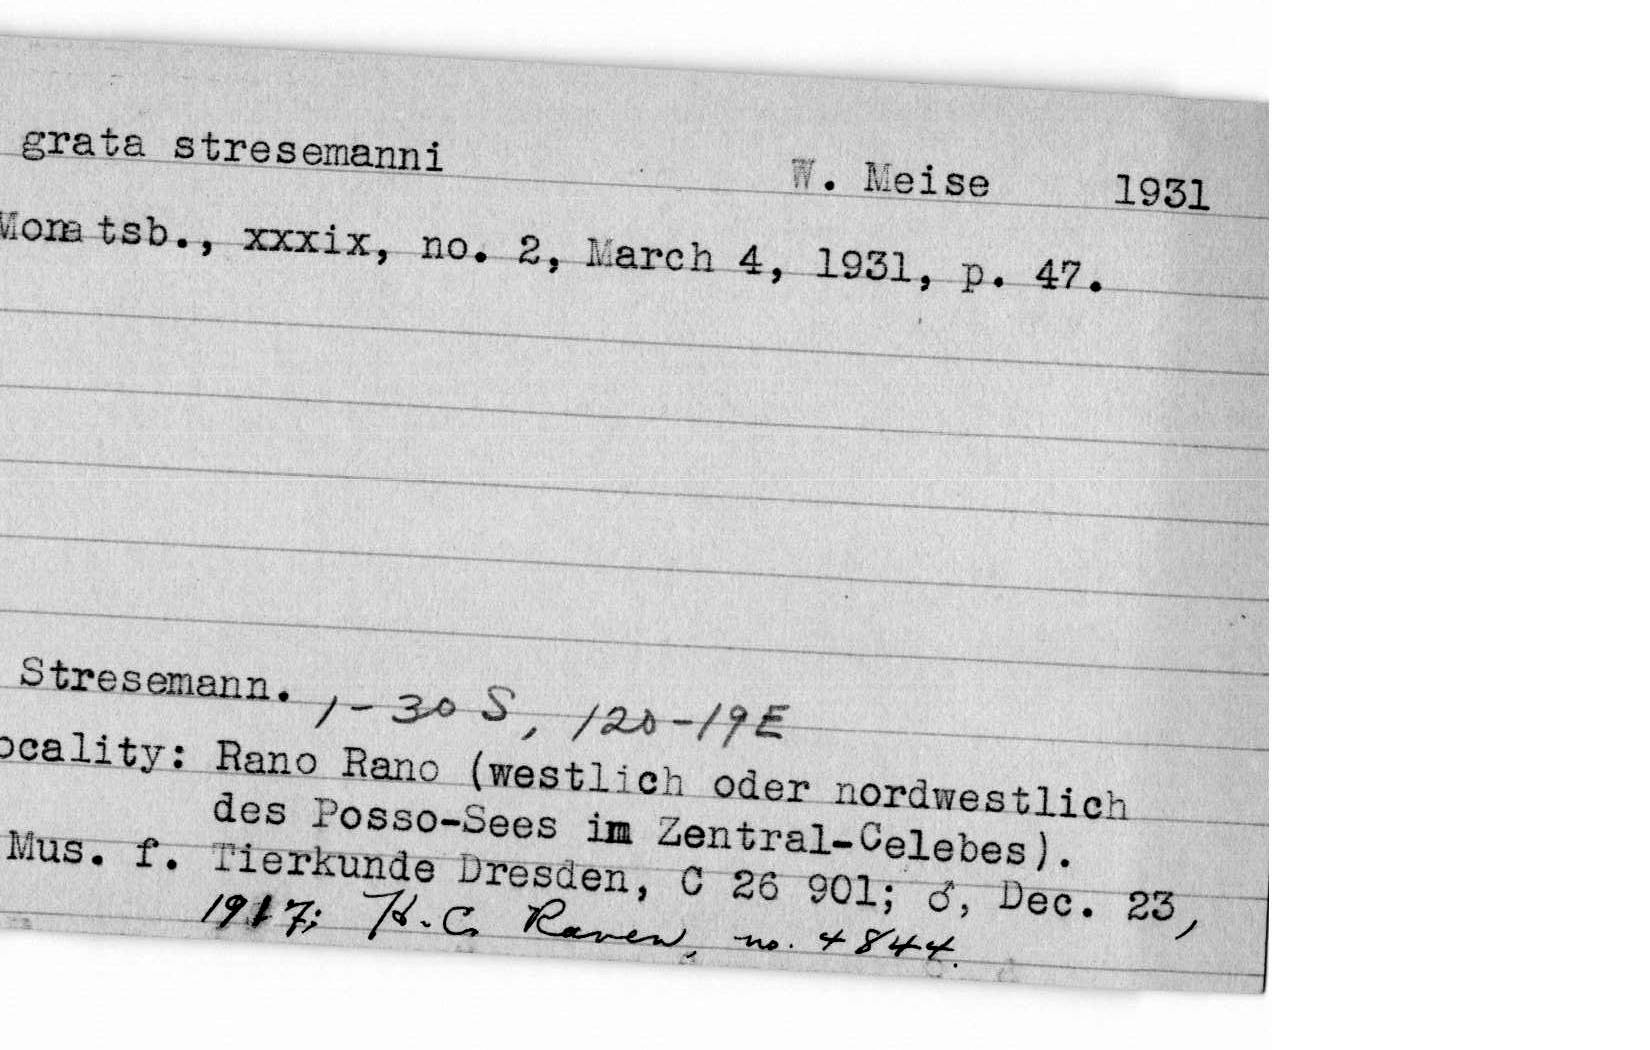 grata stresemanni W. Meise 1931
Monatsb., xxxix, no. 2, March 4, 1931, p. 47.
Stresemann. 1-30 S, 120-19E
ocality: Rano Rano (westlich oder nordwestlich
des Posso-Sees im Zentral-Celebes).
Mus. f. Tierkunde Dresden, C 26 901; ♂, Dec. 23,
1917; H.C. Raven, no. 4844.